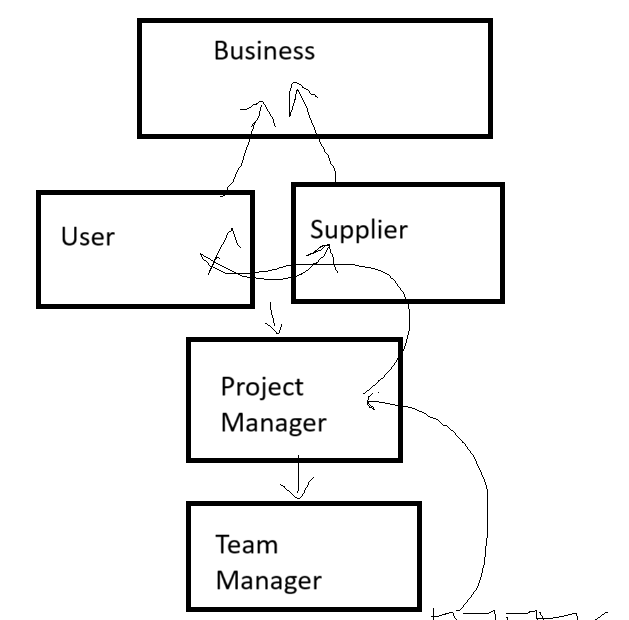 Business
User
Supplier
Project
Manager
Team
Manager